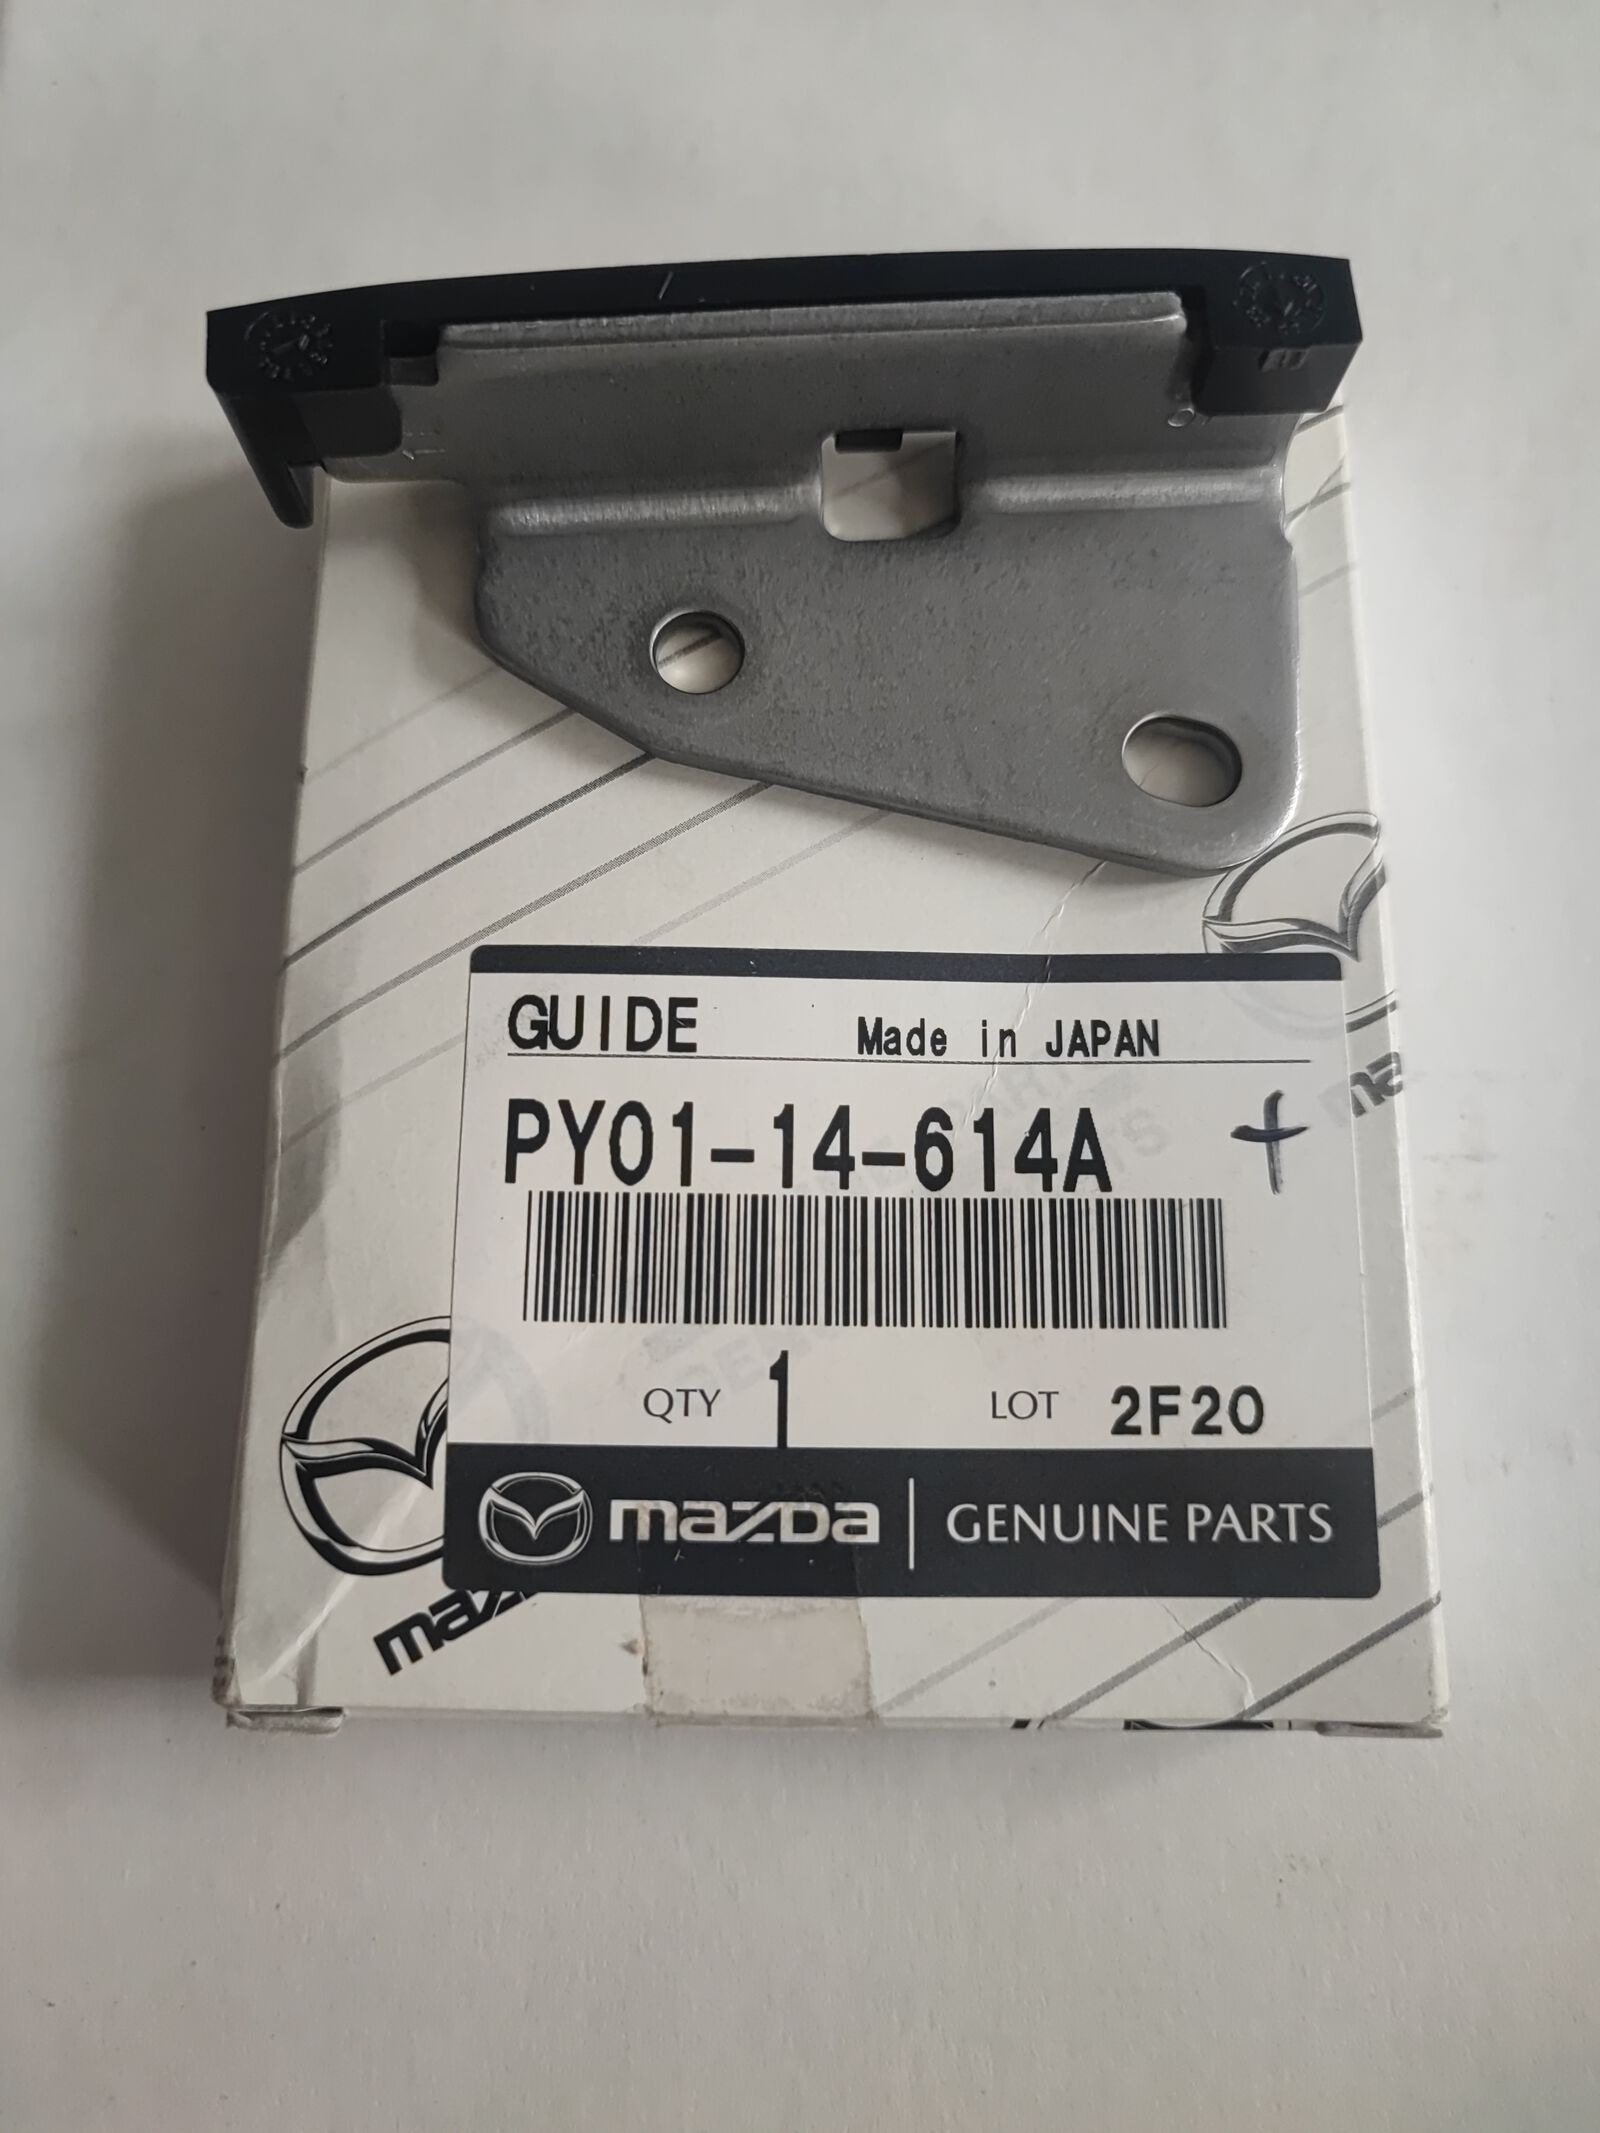 GUIDE Made in JAPAN
PY01-14-614A +
QTY 1 LOT 2F20
mazda GENUINE PARTS